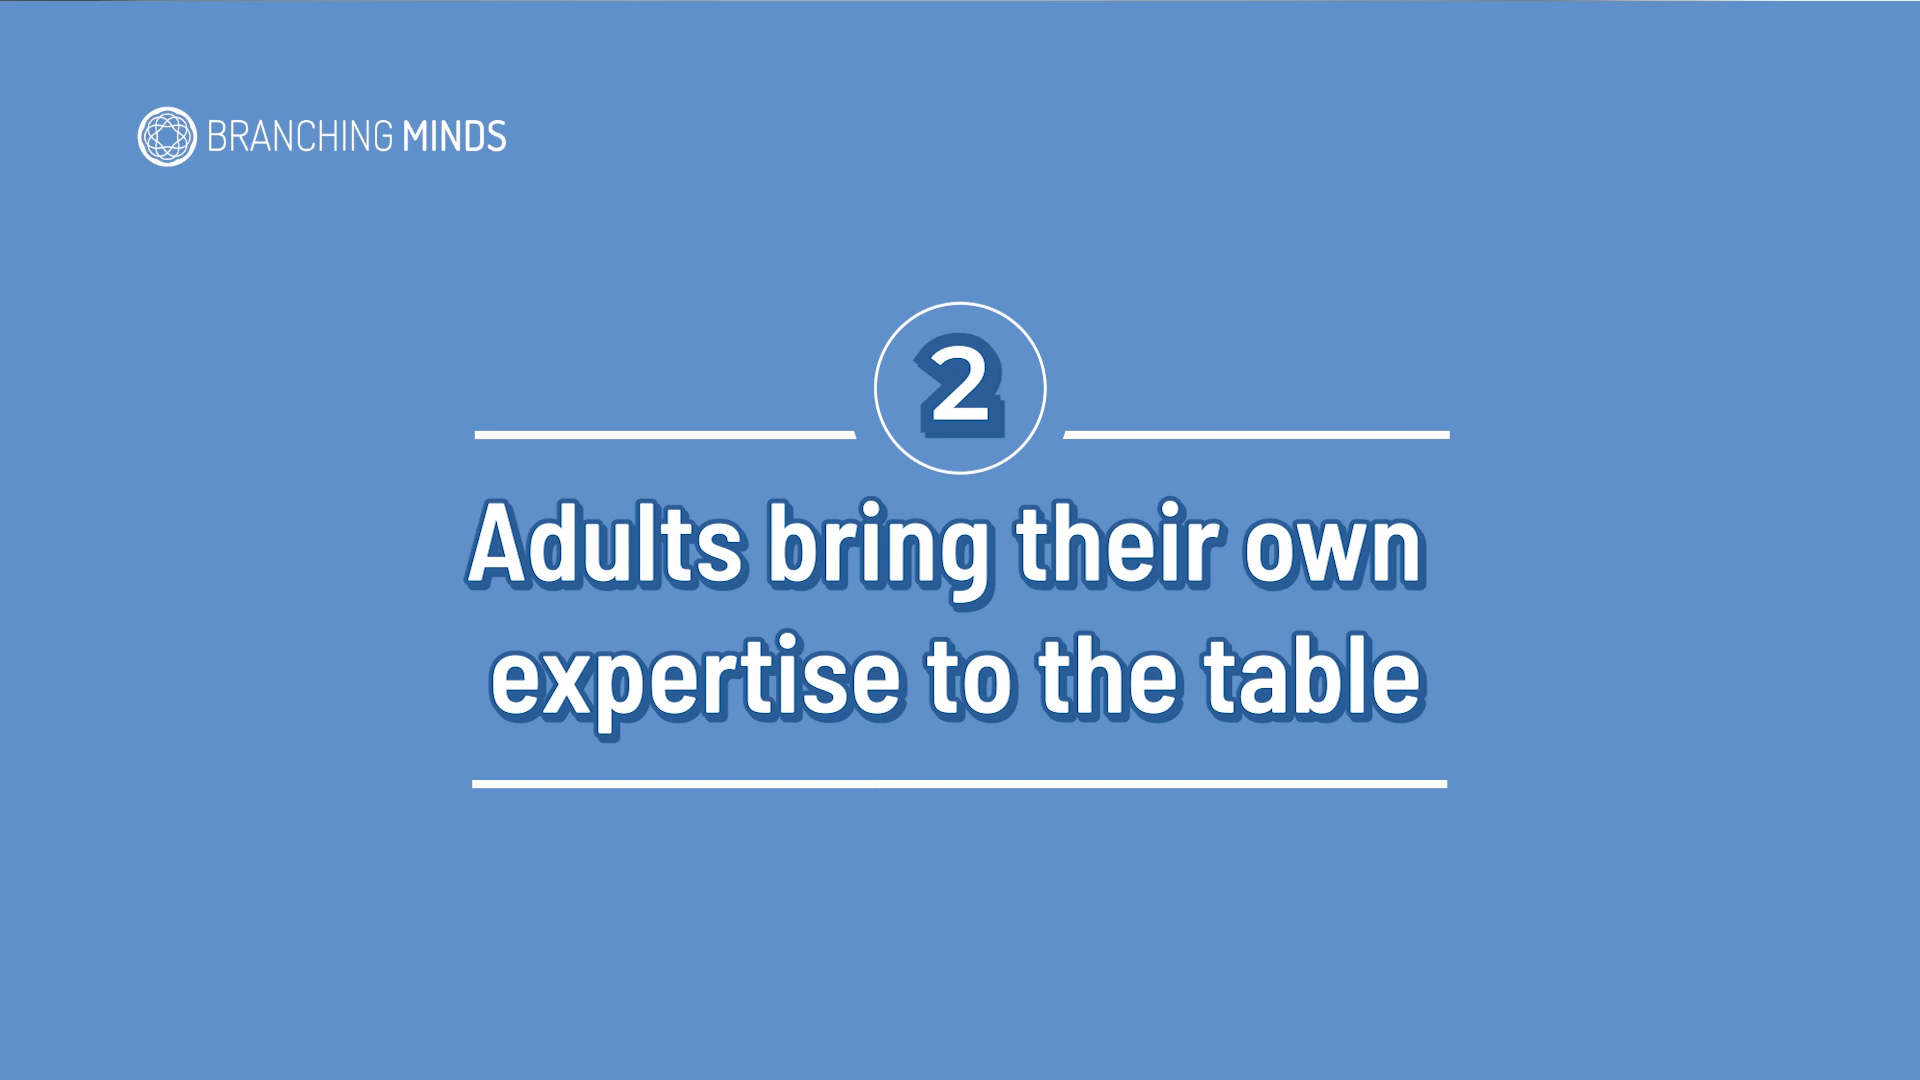 BRANCHING MINDS
2
Adults bring their own
expertise to the table